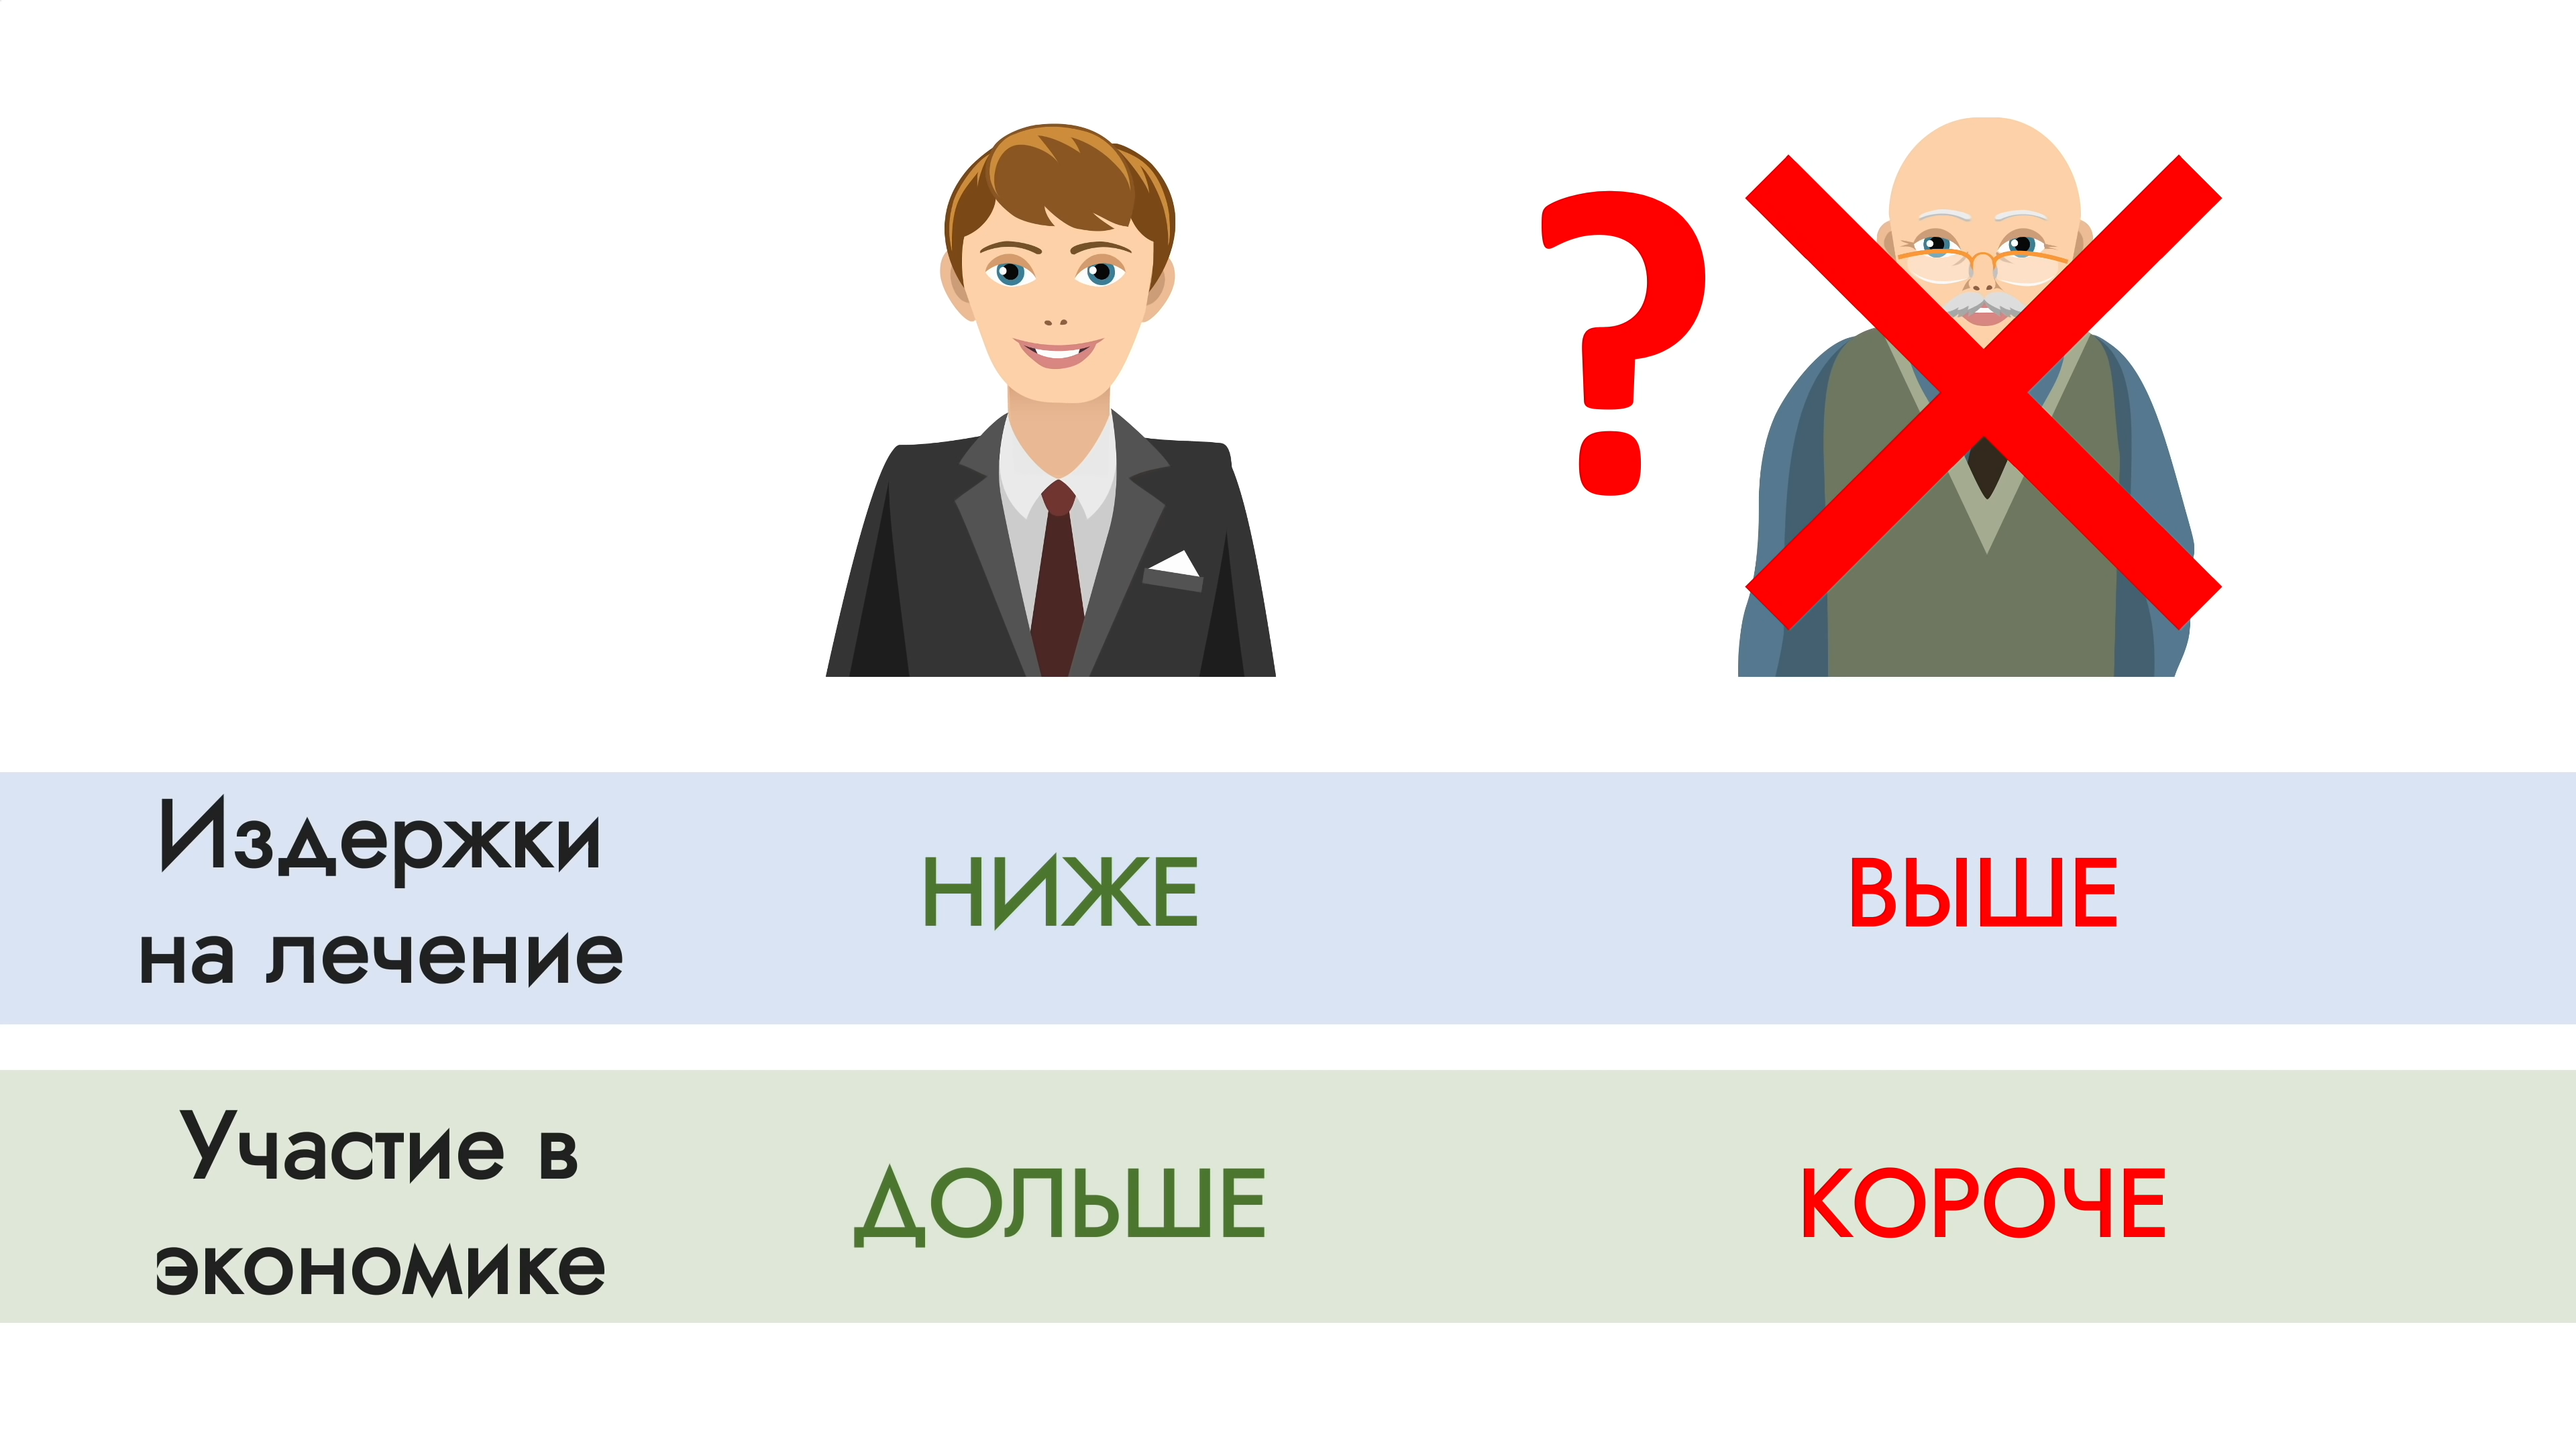 ?
Издержки
на лечение
НИЖЕ
ВЫШЕ
Участие в
экономике
ДОЛЬШЕ
КОРОЧЕ